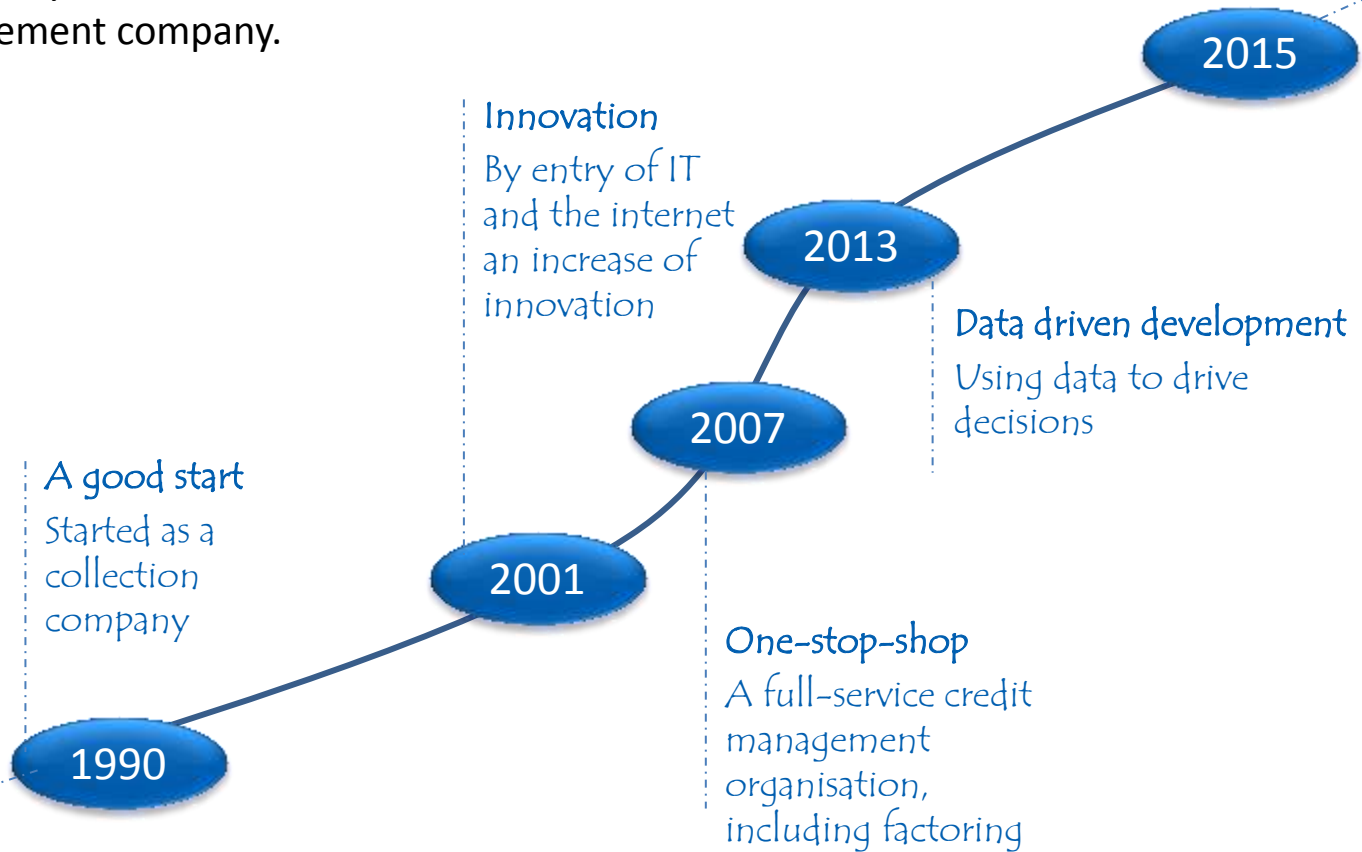 ement company.
2015
Innovation
By entry of IT
and the internet
an increase of
innovation
2013
Data driven development
Using data to drive
decisions
2007
A good start
Started as a
collection
company
2001
One-stop-shop
A full-service credit
management
organisation,
including factoring
1990